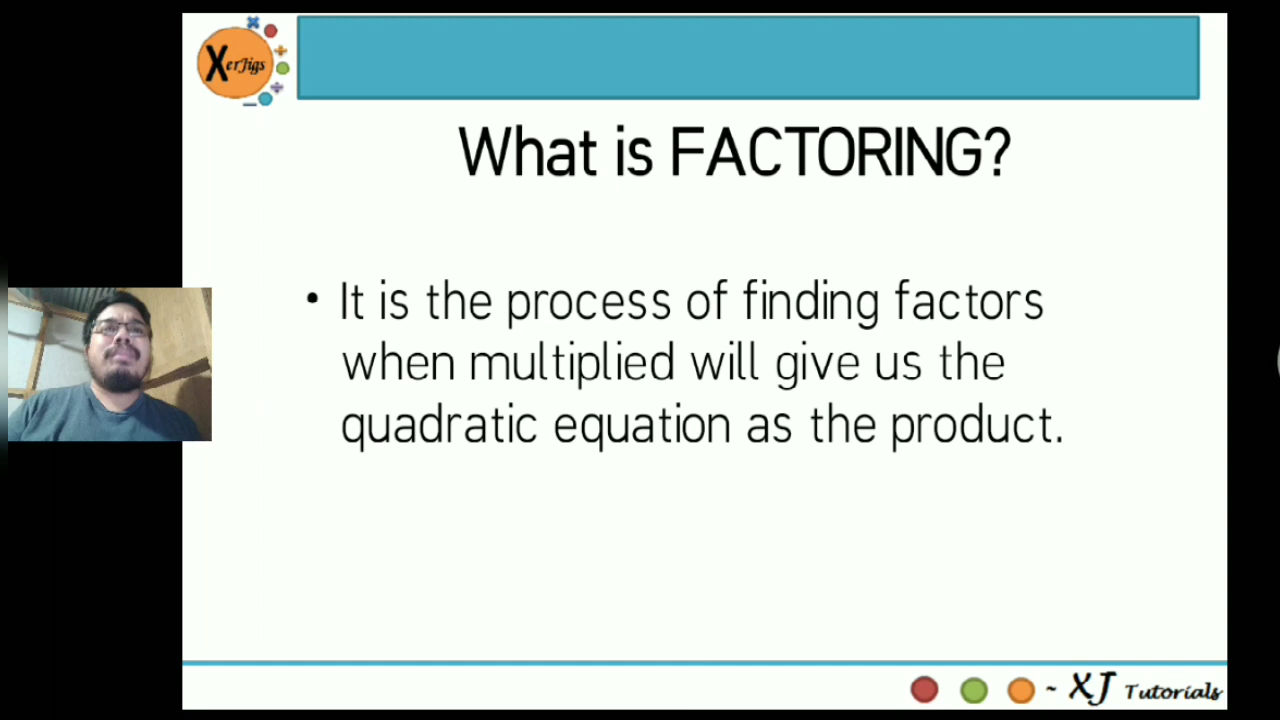 XerJigs
What is FACTORING?
• It is the process of finding factors
when multiplied will give us the
quadratic equation as the product.
~ XJ Tutorials